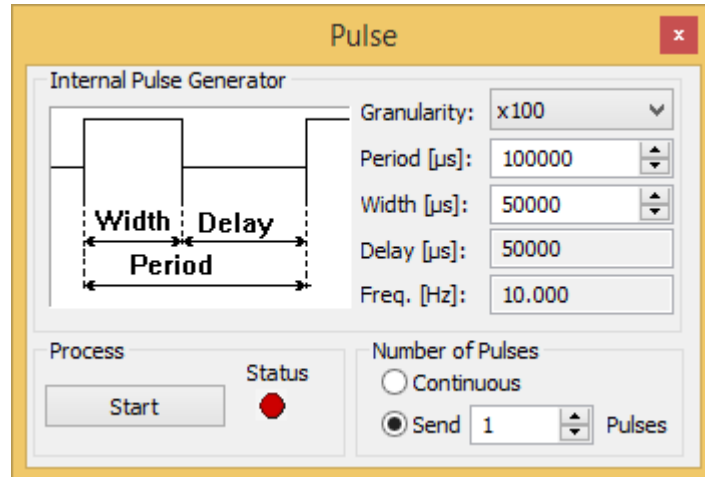 Pulse
x
Internal Pulse Generator
Granularity: x100
Period [µs]: 100000
Width [µs]: 50000
Delay [µs]: 50000
Freq. [Hz]: 10.000
Width Delay
Period
Process
Status
Start
Number of Pulses
Continuous
Send 1 Pulses